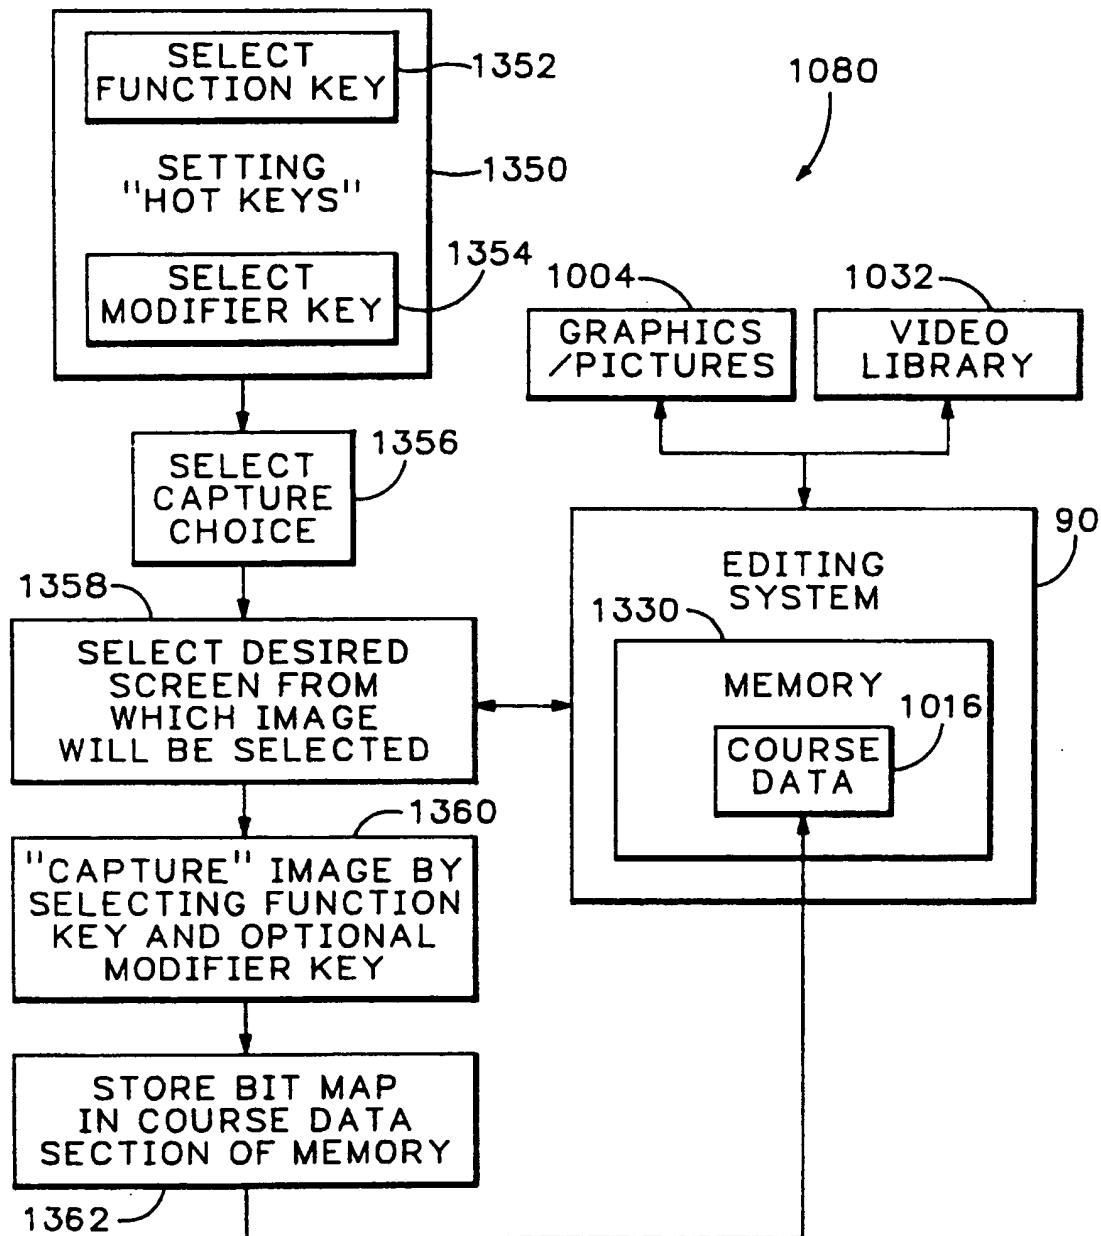 SELECT
FUNCTION KEY
1352
1080
SETTING
"HOT KEYS"
1350
1354
SELECT
MODIFIER KEY
1004
1032
GRAPHICS
/PICTURES
VIDEO
LIBRARY
1356
SELECT
CAPTURE
CHOICE
90
EDITING
SYSTEM
1358
1330
SELECT DESIRED
SCREEN FROM
WHICH IMAGE
WILL BE SELECTED
MEMORY
1016
COURSE
DATA
1360
"CAPTURE" IMAGE BY
SELECTING FUNCTION
KEY AND OPTIONAL
MODIFIER KEY
STORE BIT MAP
IN COURSE DATA
SECTION OF MEMORY
1362